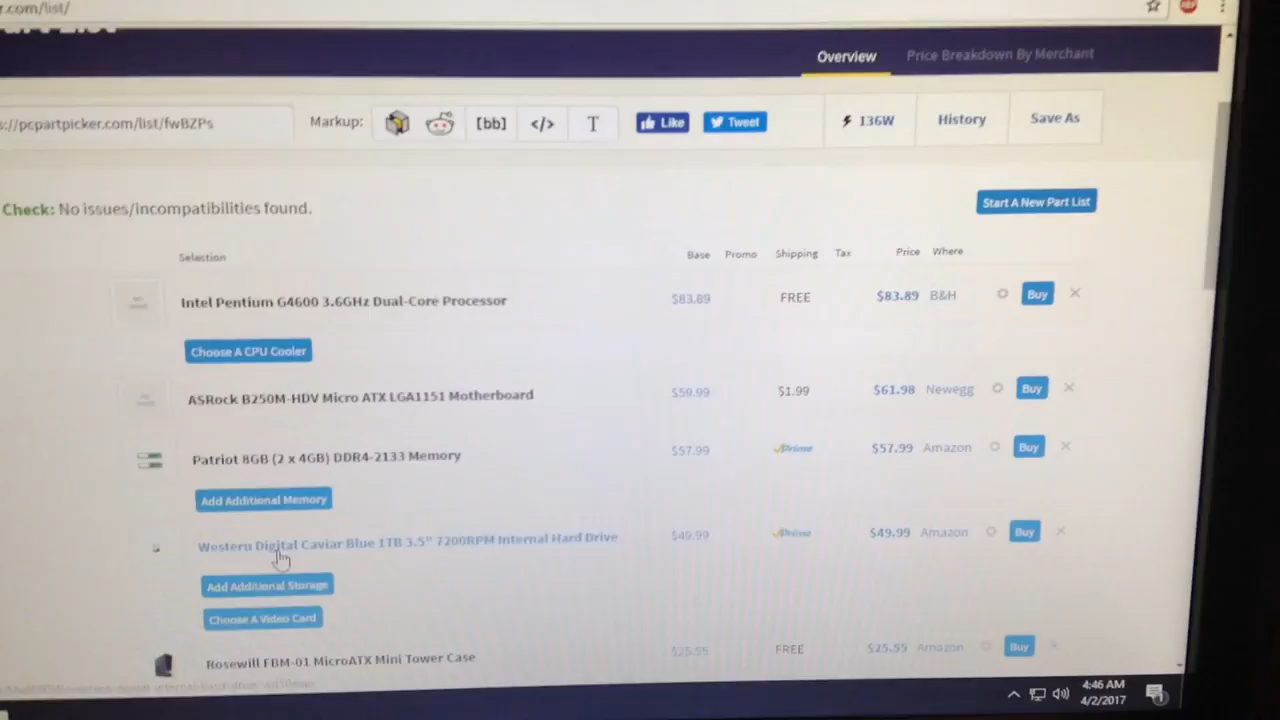 r.com/list/
Overview
Price Breakdown By Merchant
s://pcpartpicker.com/list/fwBZPs
Markup:
[bb]
</>
T
Like
Tweet
136W
History
Save As
Check: No issues/incompatibilities found.
Start A New Part List
Selection Base Promo Shipping Tax Price Where
Intel Pentium G4600 3.6GHz Dual-Core Processor $83.89 FREE $83.89 B&H Buy
Choose A CPU Cooler
ASRock B250M-HDV Micro ATX LGA1151 Motherboard $59.99 $1.99 $61.98 Newegg Buy
Patriot 8GB (2 x 4GB) DDR4-2133 Memory $57.99 Prime $57.99 Amazon Buy
Add Additional Memory
Western Digital Caviar Blue 1TB 3.5" 7200RPM Internal Hard Drive $49.99 Prime $49.99 Amazon Buy
Add Additional Storage
Choose A Video Card
Rosewill FBM-01 MicroATX Mini Tower Case $25.55 FREE $25.55 Amazon Buy
4:46 AM
4/2/2017